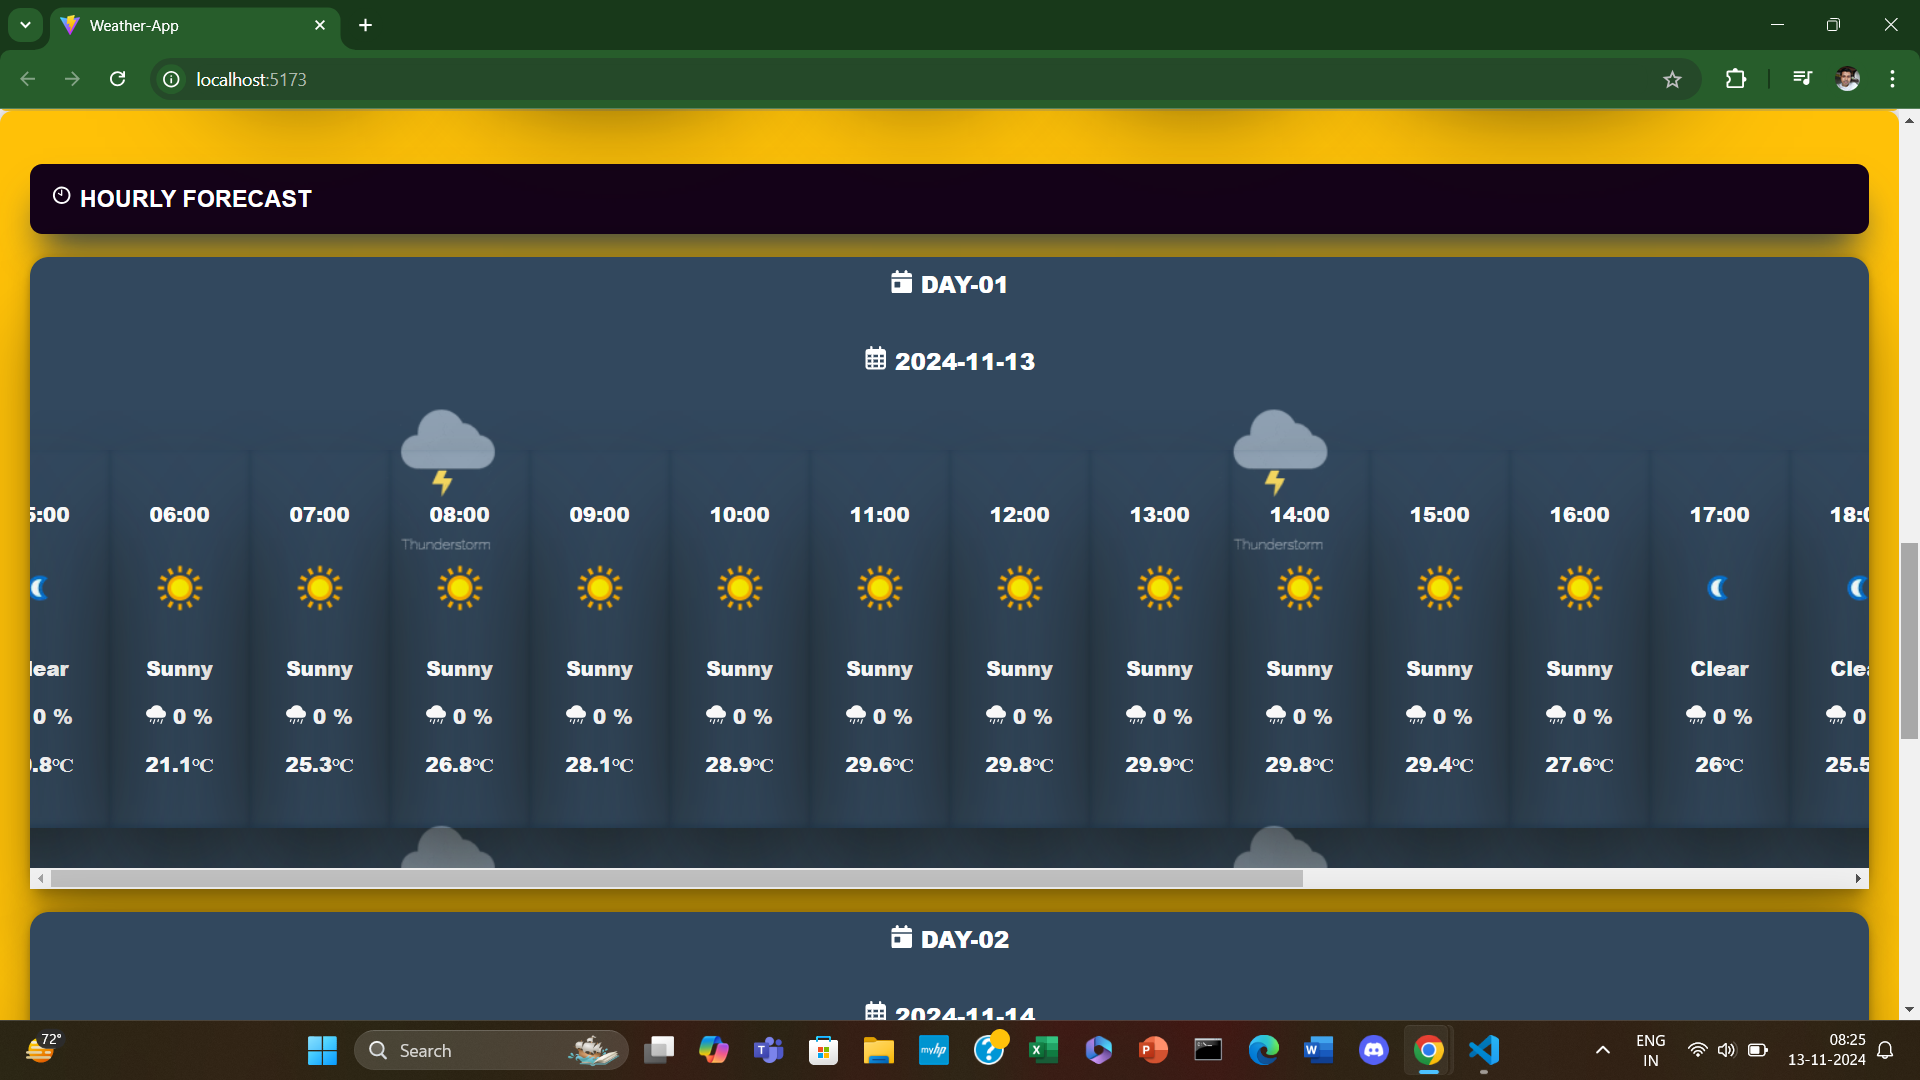 Weather-App
localhost:5173
HOURLY FORECAST
DAY-01
2024-11-13
5:00 06:00 07:00 08:00 09:00 10:00 11:00 12:00 13:00 14:00 15:00 16:00 17:00 18:0
Thunderstorm Thunderstorm
lear Sunny Sunny Sunny Sunny Sunny Sunny Sunny Sunny Sunny Sunny Sunny Clear Clea
0 % 0 % 0 % 0 % 0 % 0 % 0 % 0 % 0 % 0 % 0 % 0 % 0 % 0
.8°C 21.1°C 25.3°C 26.8°C 28.1°C 28.9°C 29.6°C 29.8°C 29.9°C 29.8°C 29.4°C 27.6°C 26°C 25.5
DAY-02
2024-11-14
72°
Search
myhp
ENG
IN
08:25
13-11-2024